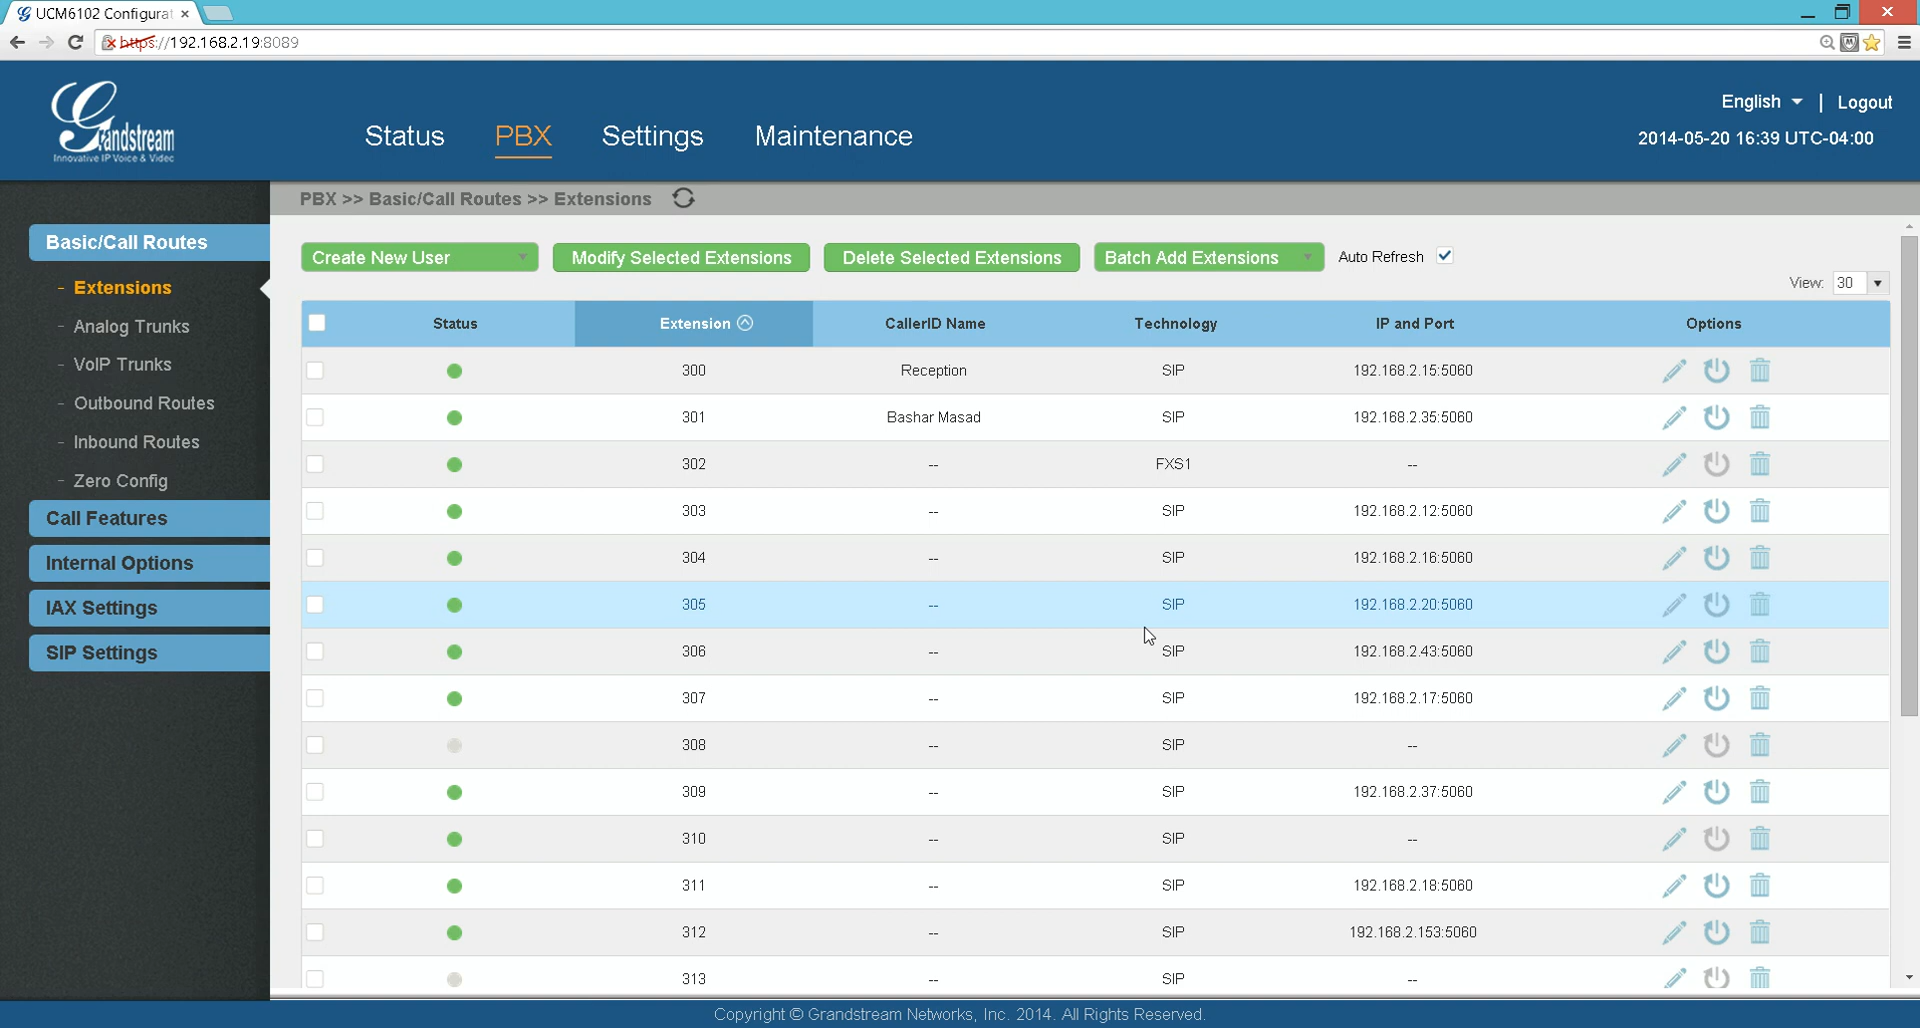 UCM6102 Configurat
https://192.168.2.19:8089
Grandstream
Innovative IP Voice & Video
Status PBX Settings Maintenance
English | Logout
2014-05-20 16:39 UTC-04:00
PBX >> Basic/Call Routes >> Extensions
Basic/Call Routes
- Extensions
- Analog Trunks
- VoIP Trunks
- Outbound Routes
- Inbound Routes
- Zero Config
Call Features
Internal Options
IAX Settings
SIP Settings
Create New User Modify Selected Extensions Delete Selected Extensions Batch Add Extensions Auto Refresh
View: 30
Status Extension CallerID Name Technology IP and Port Options
300 Reception SIP 192.168.2.15:5060
301 Bashar Masad SIP 192.168.2.35:5060
302 -- FXS1 --
303 -- SIP 192.168.2.12:5060
304 -- SIP 192.168.2.16:5060
305 -- SIP 192.168.2.20:5060
306 -- SIP 192.168.2.43:5060
307 -- SIP 192.168.2.17:5060
308 -- SIP --
309 -- SIP 192.168.2.37:5060
310 -- SIP --
311 -- SIP 192.168.2.18:5060
312 -- SIP 192.168.2.153:5060
313 -- SIP --
Copyright © Grandstream Networks, Inc. 2014. All Rights Reserved.